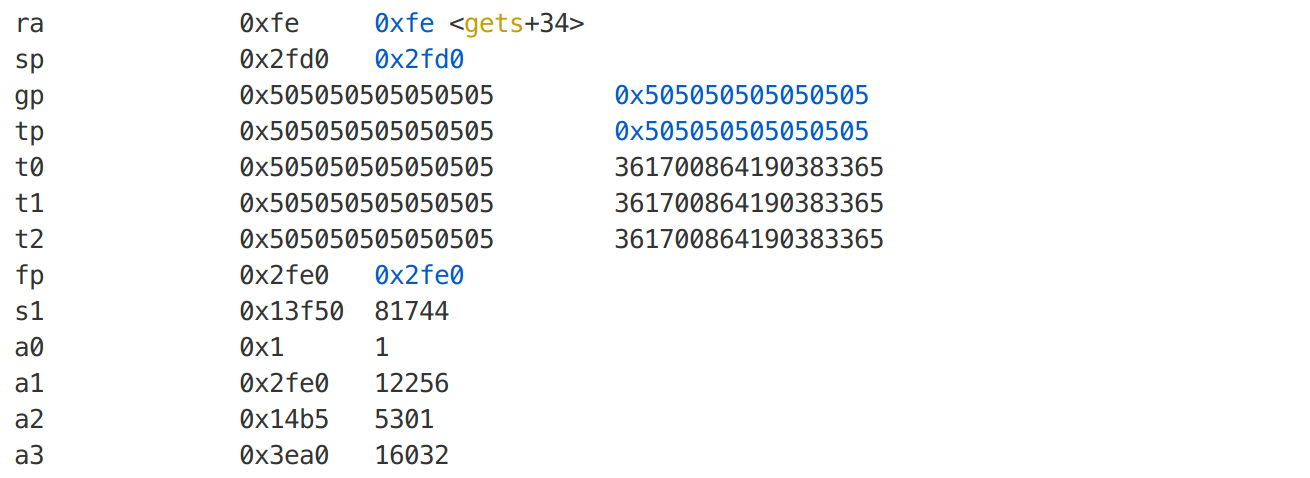 ra 0xfe 0xfe <gets+34>
sp 0x2fd0 0x2fd0
gp 0x505050505050505 0x505050505050505
tp 0x505050505050505 0x505050505050505
t0 0x505050505050505 361700864190383365
t1 0x505050505050505 361700864190383365
t2 0x505050505050505 361700864190383365
fp 0x2fe0 0x2fe0
s1 0x13f50 81744
a0 0x1 1
a1 0x2fe0 12256
a2 0x14b5 5301
a3 0x3ea0 16032